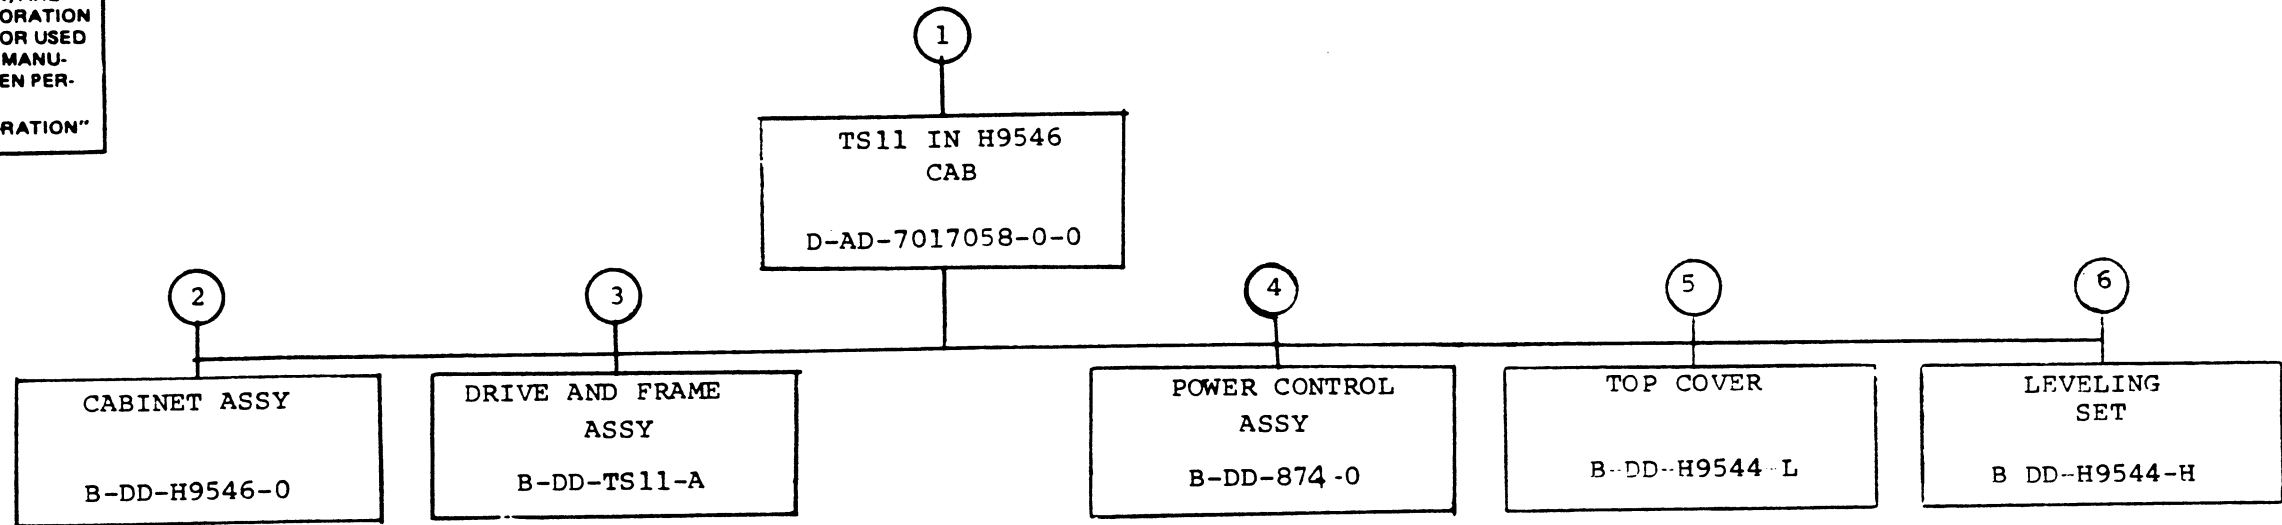 ORATION
OR USED
MANU-
EN PER-
RATION"
1
TS11 IN H9546
CAB
D-AD-7017058-0-0
2
3
4
5
6
CABINET ASSY
B-DD-H9546-0
DRIVE AND FRAME
ASSY
B-DD-TS11-A
POWER CONTROL
ASSY
B-DD-874-0
TOP COVER
B-DD-H9544-L
LEVELING
SET
B DD-H9544-H